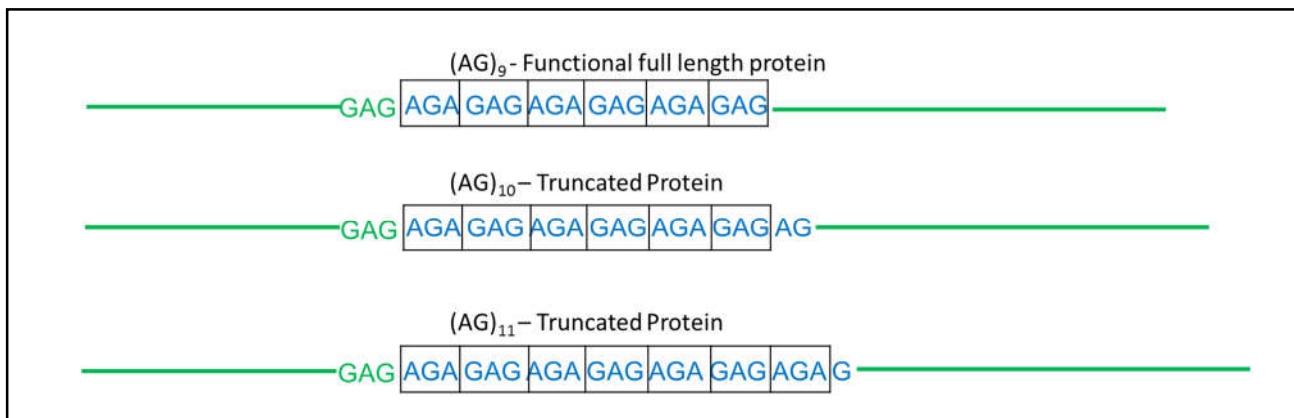 (AG)9 - Functional full length protein
GAG AGA GAG AGA GAG AGA GAG
(AG)10 – Truncated Protein
GAG AGA GAG AGA GAG AGA GAG AG
(AG)11 – Truncated Protein
GAG AGA GAG AGA GAG AGA GAG AGA G